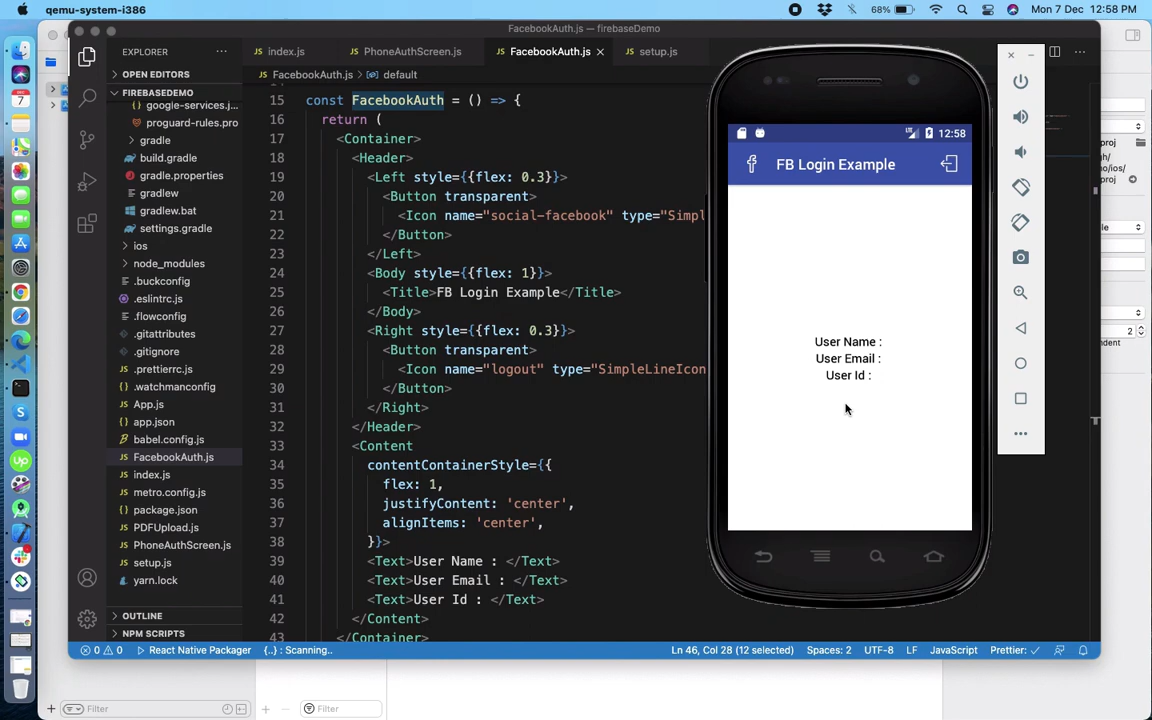 qemu-system-i386
68%
Mon 7 Dec 12:58 PM
FacebookAuth.js — firebaseDemo
EXPLORER
index.js
PhoneAuthScreen.js
FacebookAuth.js
setup.js
OPEN EDITORS
FacebookAuth.js > default
FIREBASEDEMO
google-services.j...
proguard-rules.pro
gradle
build.gradle
gradle.properties
gradlew
gradlew.bat
settings.gradle
ios
node_modules
.buckconfig
.eslintrc.js
.flowconfig
.gitattributes
.gitignore
.prettierrc.js
.watchmanconfig
App.js
app.json
babel.config.js
FacebookAuth.js
index.js
metro.config.js
package.json
PDFUpload.js
PhoneAuthScreen.js
setup.js
yarn.lock
OUTLINE
NPM SCRIPTS
15 const FacebookAuth = () => {
16 return (
17 <Container>
18 <Header>
19 <Left style={{flex: 0.3}}>
20 <Button transparent>
21 <Icon name="social-facebook" type="Simpl
22 </Button>
23 </Left>
24 <Body style={{flex: 1}}>
25 <Title>FB Login Example</Title>
26 </Body>
27 <Right style={{flex: 0.3}}>
28 <Button transparent>
29 <Icon name="logout" type="SimpleLineIcon
30 </Button>
31 </Right>
32 </Header>
33 <Content
34 contentContainerStyle={{
35 flex: 1,
36 justifyContent: 'center',
37 alignItems: 'center',
38 }}>
39 <Text>User Name : </Text>
40 <Text>User Email : </Text>
41 <Text>User Id : </Text>
42 </Content>
43 </Container>
12:58
FB Login Example
User Name :
User Email :
User Id :
proj
gh/
no/ios/
proj
le
2
ndent
0 0
React Native Packager
{..} : Scanning..
Ln 46, Col 28 (12 selected)
Spaces: 2
UTF-8
LF
JavaScript
Prettier: ✓
Filter
Filter